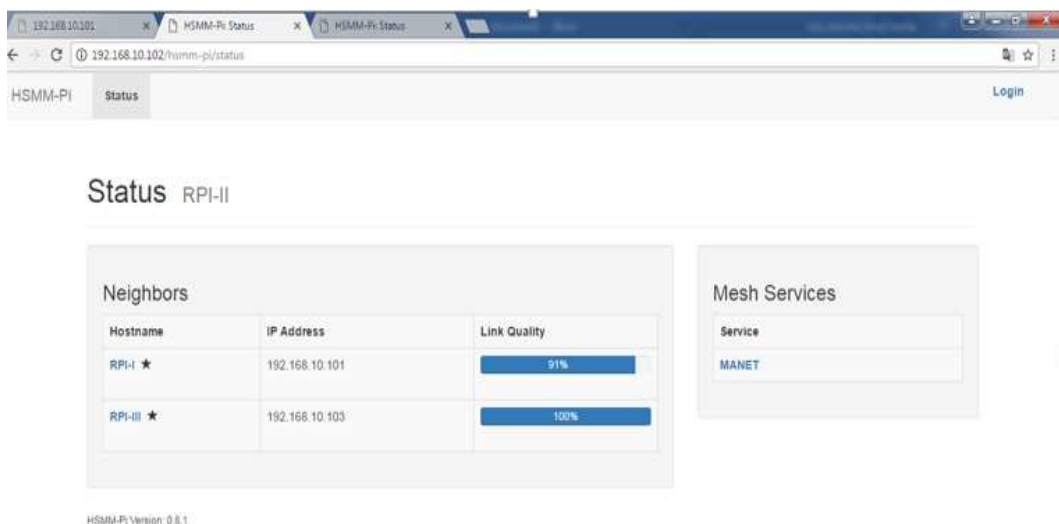 192.168.10.101 HSMM-Pi Status HSMM-Pi Status
192.168.10.102/hsmm-pi/status
HSMM-Pi Status Login
Status RPI-II
Neighbors
Hostname IP Address Link Quality
RPI-I ★ 192.168.10.101 91%
RPI-III ★ 192.168.10.103 100%
Mesh Services
Service
MANET
HSMM-Pi Version: 0.6.1